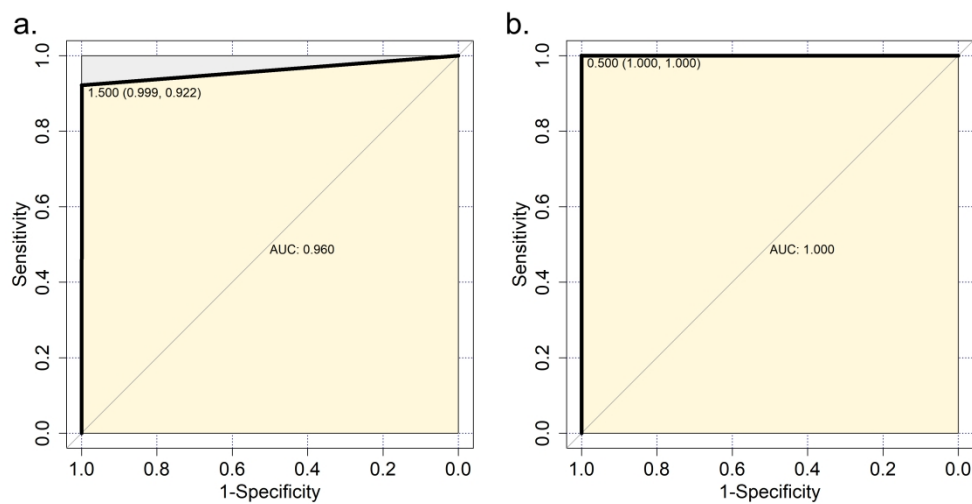 a.
1.0
0.8
0.6
0.4
0.2
0.0
Sensitivity
1.500 (0.999, 0.922)
AUC: 0.960
1.0 0.8 0.6 0.4 0.2 0.0
1-Specificity
b.
1.0
0.8
0.6
0.4
0.2
0.0
Sensitivity
0.500 (1.000, 1.000)
AUC: 1.000
1.0 0.8 0.6 0.4 0.2 0.0
1-Specificity